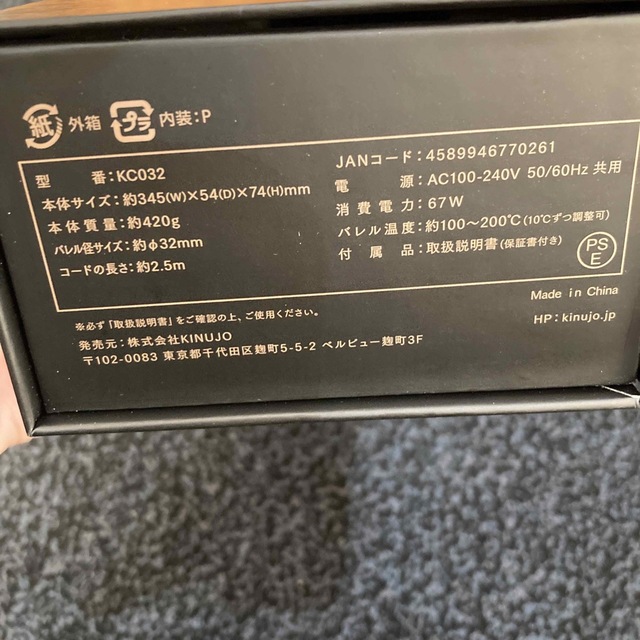 紙 外箱 プラ 内装:P
型 番:KC032
本体サイズ:約345(W)×54(D)×74(H)mm
本体質量:約420g
バレル径サイズ:約φ32mm
コードの長さ:約2.5m
JANコード:4589946770261
電 源:AC100-240V 50/60Hz 共用
消費電力:67W
バレル温度:約100~200℃(10℃ずつ調整可)
付属品:取扱説明書(保証書付き)
PS
E
※必ず「取扱説明書」をご確認の上、ご使用ください。
発売元:株式会社KINUJO
〒102-0083 東京都千代田区麹町5-5-2 ベルビュー麹町3F
Made in China
HP:kinujo.jp